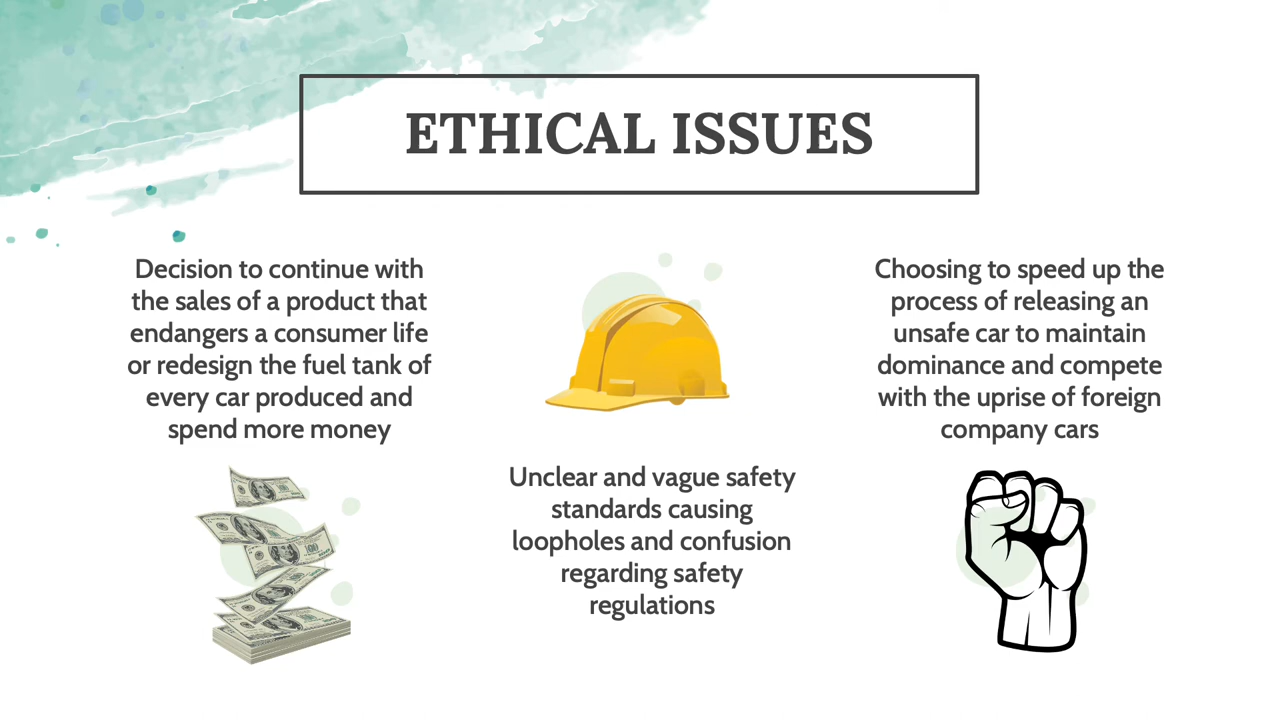 ETHICAL ISSUES
Decision to continue with
the sales of a product that
endangers a consumer life
or redesign the fuel tank of
every car produced and
spend more money
Unclear and vague safety
standards causing
loopholes and confusion
regarding safety
regulations
Choosing to speed up the
process of releasing an
unsafe car to maintain
dominance and compete
with the uprise of foreign
company cars